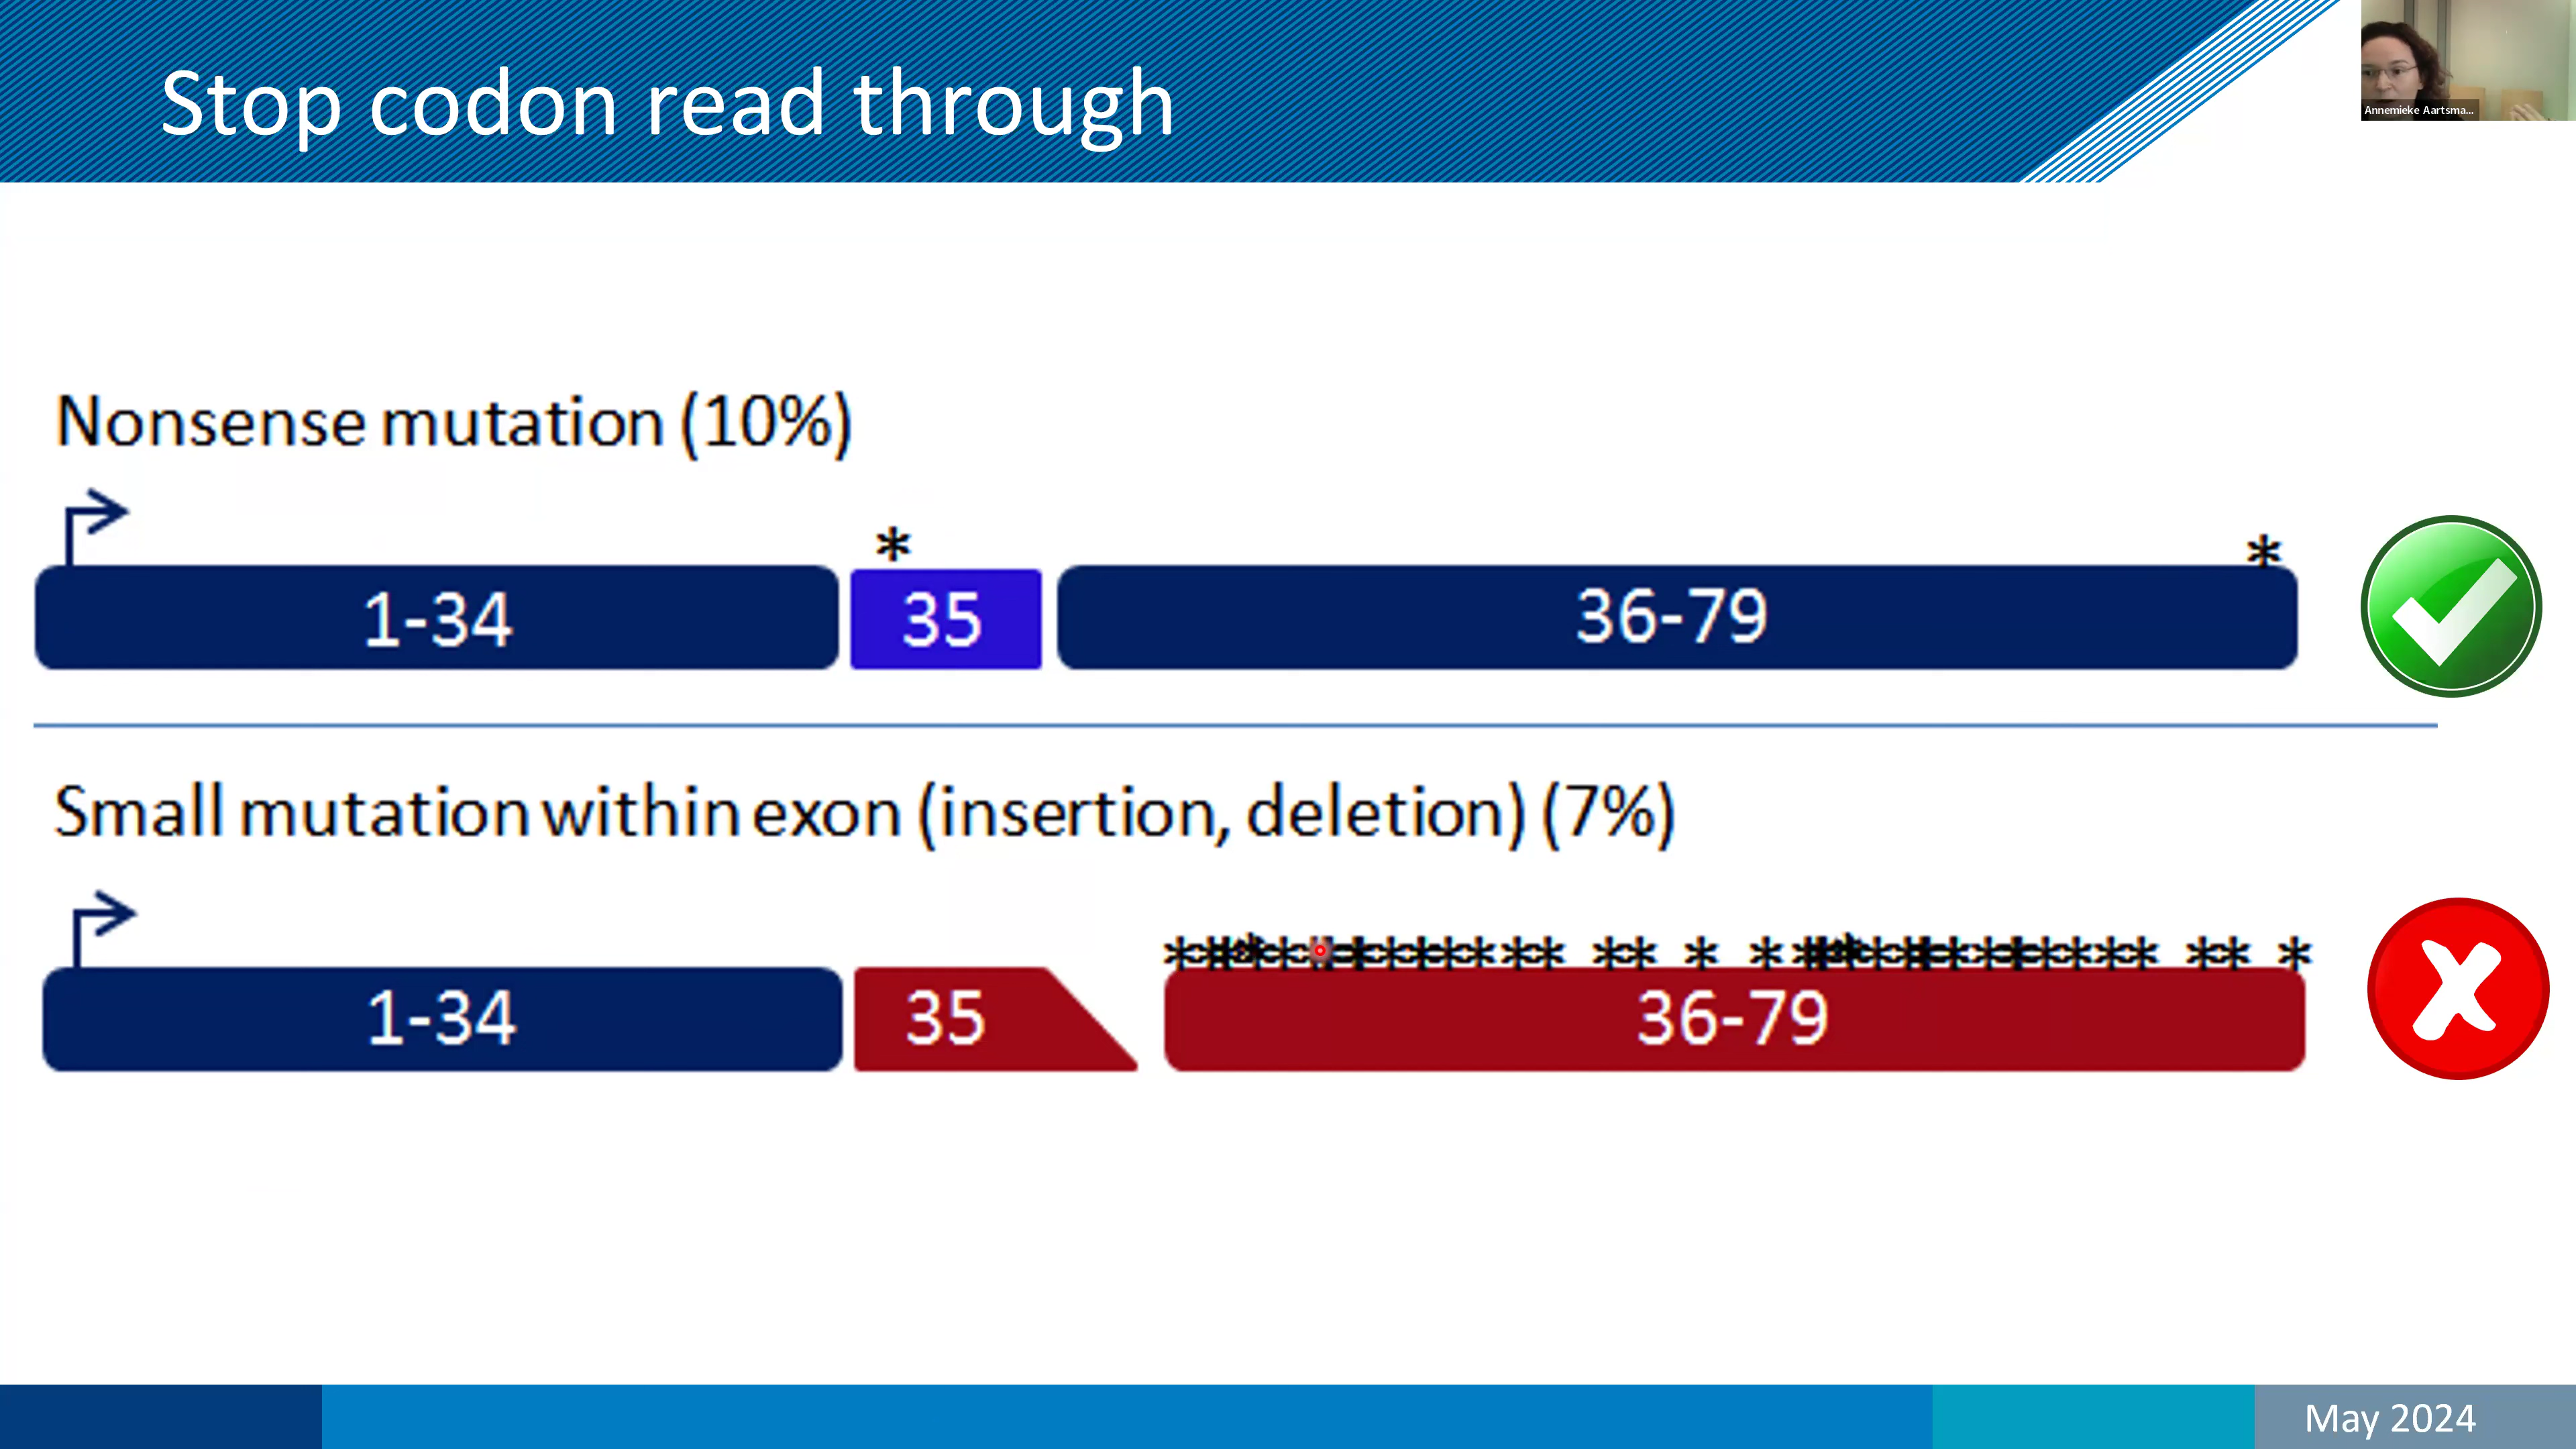 Stop codon read through
Annemieke Aartsma...
Nonsense mutation (10%)
*
*
1-34
35
36-79
Small mutation within exon (insertion, deletion) (7%)
1-34
35
36-79
May 2024